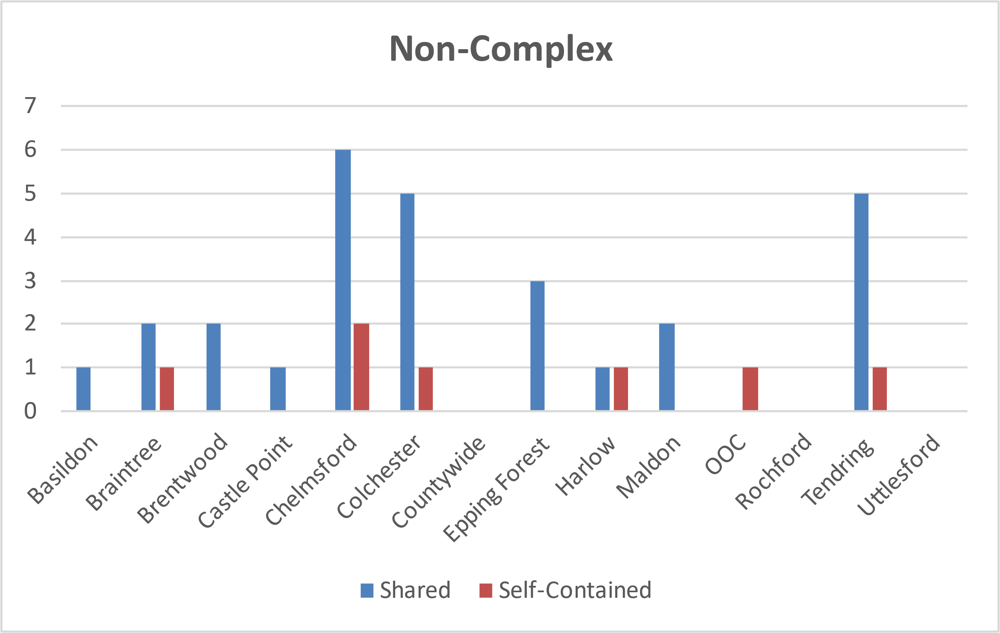 Non-Complex
7
6
5
4
3
2
1
0
Basildon
Braintree
Brentwood
Castle Point
Chelmsford
Colchester
Countywide
Epping Forest
Harlow
Maldon
OOC
Rochford
Tendring
Uttlesford
Shared
Self-Contained